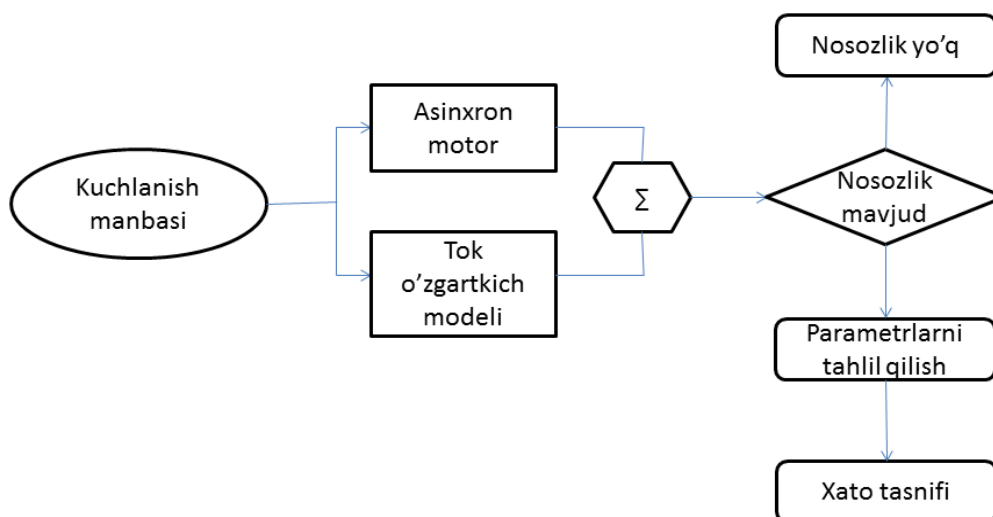 Nosozlik yo’q
Asinxron
motor
Kuchlanish
manbasi
∑
Nosozlik
mavjud
Tok
o’zgartkich
modeli
Parametrlarni
tahlil qilish
Xato tasnifi